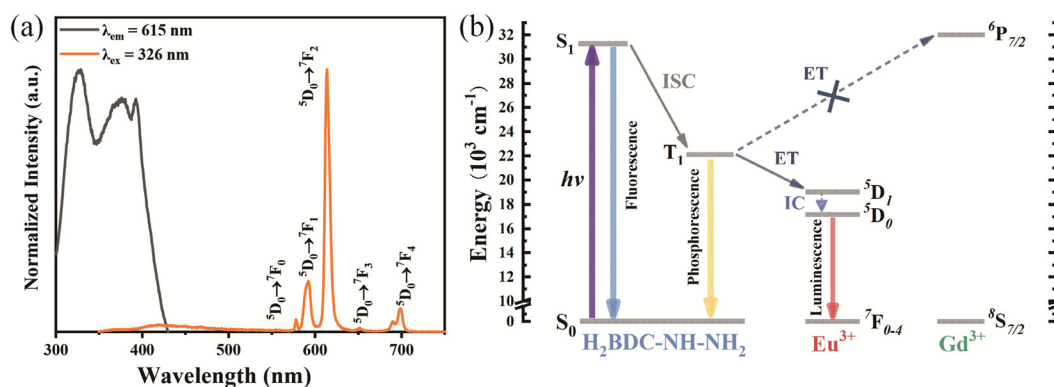 (a)
λem = 615 nm
λex = 326 nm
Normalized Intensity (a.u.)
⁵D₀→⁷F₀
⁵D₀→⁷F₁
⁵D₀→⁷F₂
⁵D₀→⁷F₃
⁵D₀→⁷F₄
300 400 500 600 700
Wavelength (nm)
(b)
Energy (10³ cm⁻¹)
32
30
28
26
24
22
20
18
16
14
12
10
0
S₁
ISC
T₁
ET
ET
IC
hν
Fluorescence
Phosphorescence
Luminescence
⁶P₇/₂
⁵D₁
⁵D₀
S₀
⁷F₀₋₄
⁸S₇/₂
H₂BDC-NH-NH₂
Eu³⁺
Gd³⁺